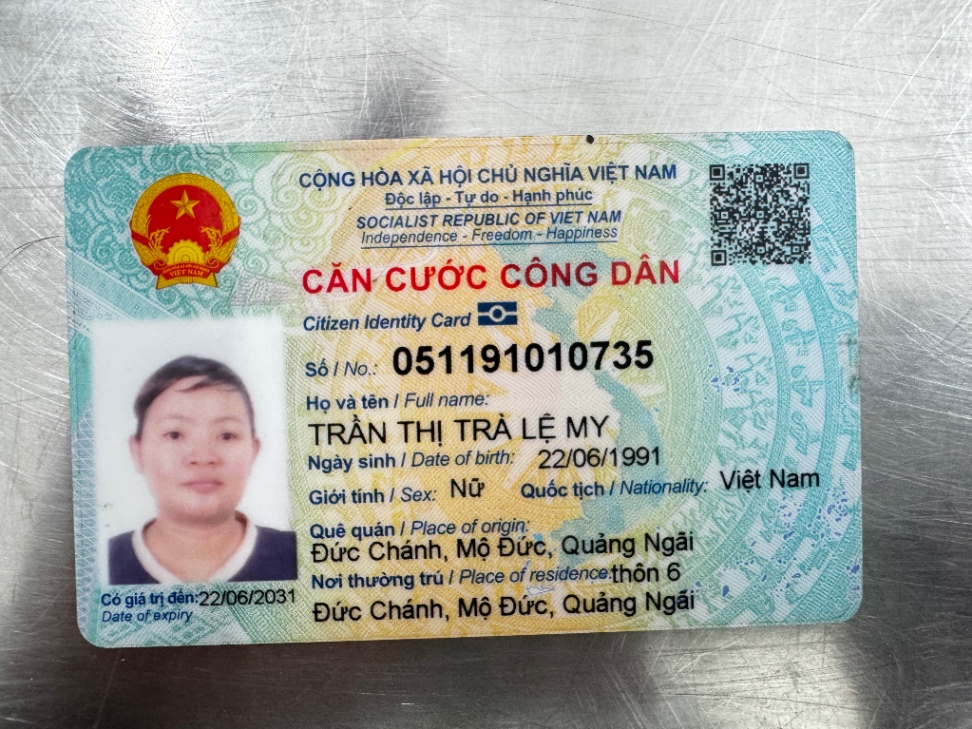 CỘNG HÒA XÃ HỘI CHỦ NGHĨA VIỆT NAM
Độc lập - Tự do - Hạnh phúc
SOCIALIST REPUBLIC OF VIET NAM
Independence - Freedom - Happiness
CĂN CƯỚC CÔNG DÂN
Citizen Identity Card
Số / No.: 051191010735
Họ và tên / Full name:
TRẦN THỊ TRÀ LỆ MY
Ngày sinh / Date of birth: 22/06/1991
Giới tính / Sex: Nữ Quốc tịch / Nationality: Việt Nam
Quê quán / Place of origin:
Đức Chánh, Mộ Đức, Quảng Ngãi
Nơi thường trú / Place of residence: thôn 6
Đức Chánh, Mộ Đức, Quảng Ngãi
Có giá trị đến: 22/06/2031
Date of expiry
VIỆT NAM